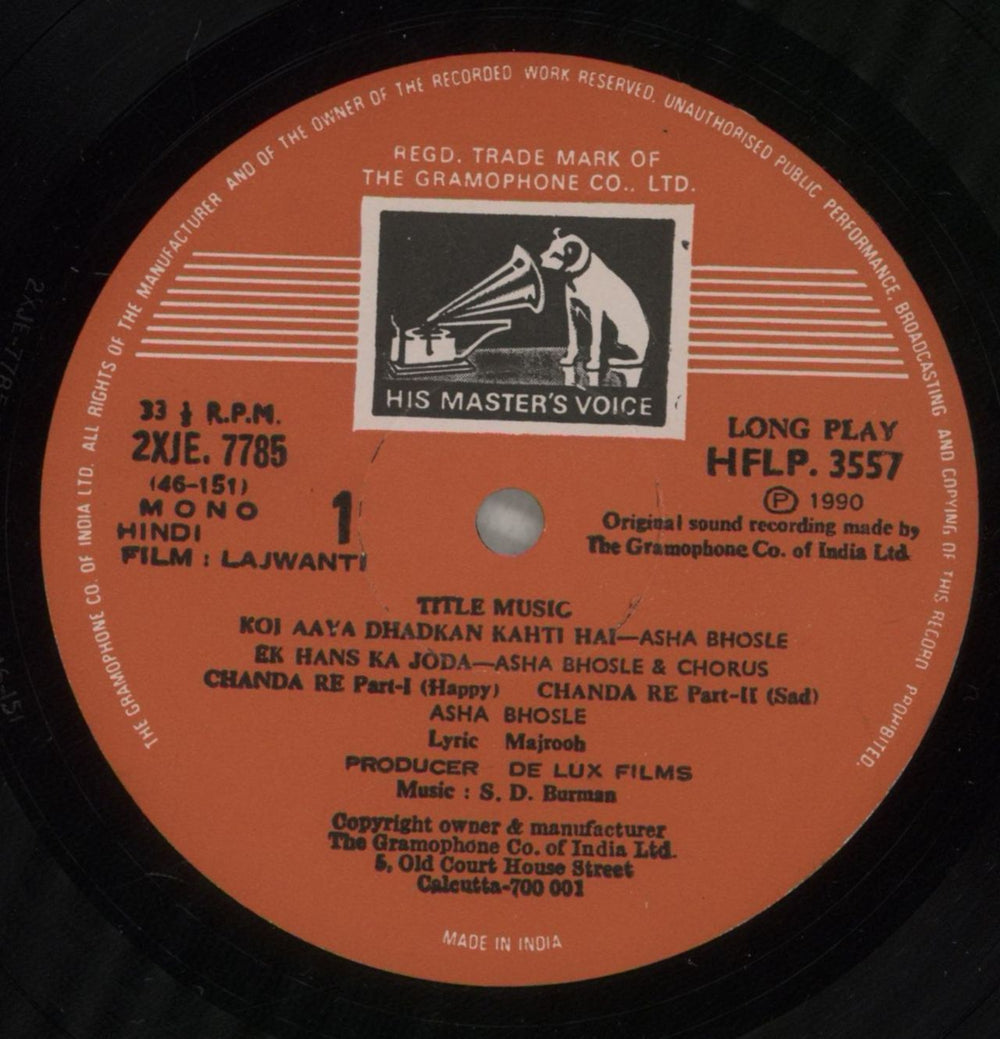 THE GRAMOPHONE CO. OF INDIA LTD. ALL RIGHTS OF THE MANUFACTURER AND OF THE OWNER OF THE RECORDED WORK RESERVED. UNAUTHORISED PUBLIC PERFORMANCE, BROADCASTING AND COPYING OF THIS RECORD PROHIBITED.
REGD. TRADE MARK OF
THE GRAMOPHONE CO., LTD.
HIS MASTER'S VOICE
33 ⅓ R.P.M.
2XJE. 7785
(46-151)
MONO
HINDI
FILM : LAJWANTI
1
LONG PLAY
HFLP. 3557
Ⓟ 1990
Original sound recording made by
The Gramophone Co. of India Ltd.
TITLE MUSIC
KOI AAYA DHADKAN KAHTI HAI—ASHA BHOSLE
EK HANS KA JODA—ASHA BHOSLE & CHORUS
CHANDA RE Part-I (Happy) CHANDA RE Part-II (Sad)
ASHA BHOSLE
Lyric Majrooh
PRODUCER DE LUX FILMS
Music : S. D. Burman
Copyright owner & manufacturer
The Gramophone Co. of India Ltd.
5, Old Court House Street
Calcutta-700 001
MADE IN INDIA